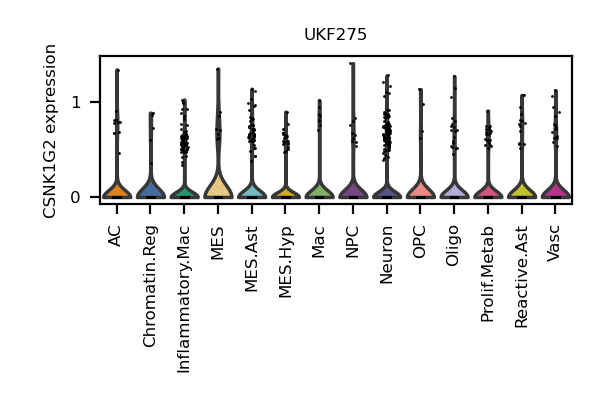 UKF275
CSNK1G2 expression
1
0
AC
Chromatin.Reg
Inflammatory.Mac
MES
MES.Ast
MES.Hyp
Mac
NPC
Neuron
OPC
Oligo
Prolif.Metab
Reactive.Ast
Vasc